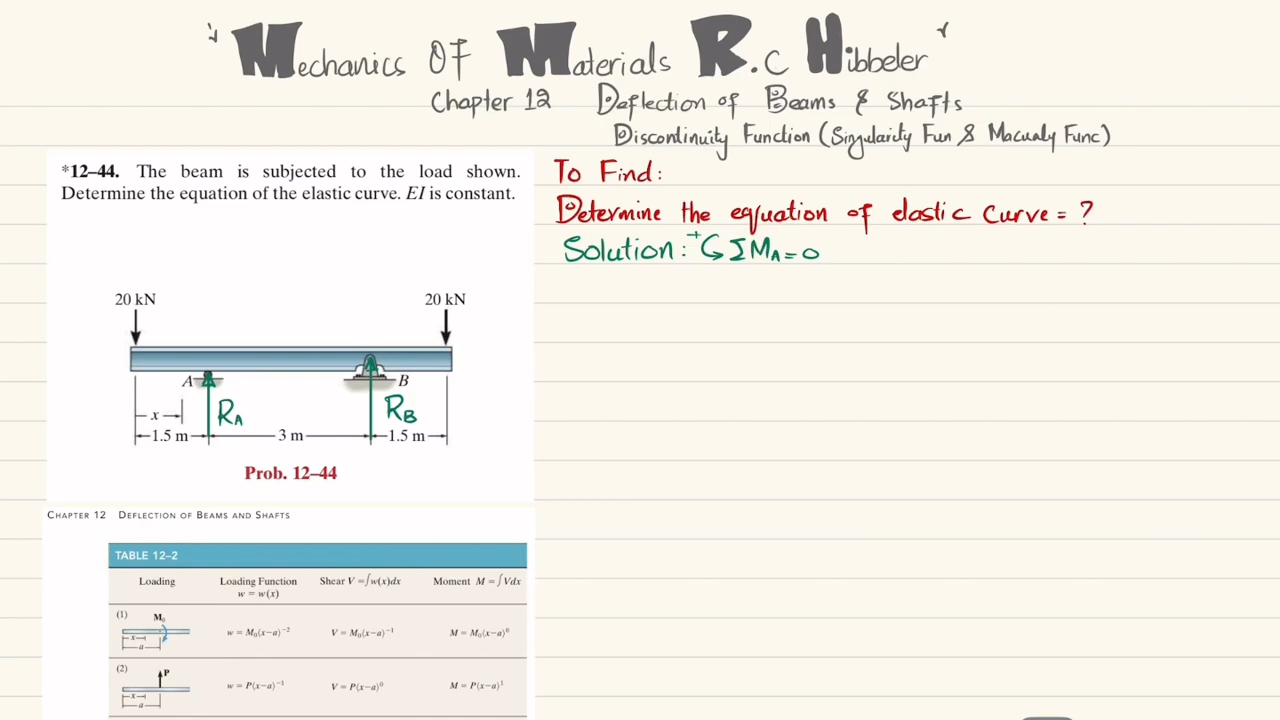 " Mechanics OF Materials R.C Hibbeler "
Chapter 12 Deflection of Beams & Shafts
Discontinuity Function (Singularity Fun & Macualy Func)
*12–44. The beam is subjected to the load shown.
Determine the equation of the elastic curve. EI is constant.
To Find:
Determine the equation of elastic curve = ?
Solution: +↶ ΣM_A = 0
20 kN 20 kN
A B
x R_A R_B
1.5 m 3 m 1.5 m
Prob. 12–44
CHAPTER 12 DEFLECTION OF BEAMS AND SHAFTS
TABLE 12–2
Loading Loading Function Shear V = ∫w(x)dx Moment M = ∫Vdx
w = w(x)
(1) M₀
w = M₀⟨x−a⟩⁻² V = M₀⟨x−a⟩⁻¹ M = M₀⟨x−a⟩⁰
x
a
(2) P
w = P⟨x−a⟩⁻¹ V = P⟨x−a⟩⁰ M = P⟨x−a⟩¹
x
a